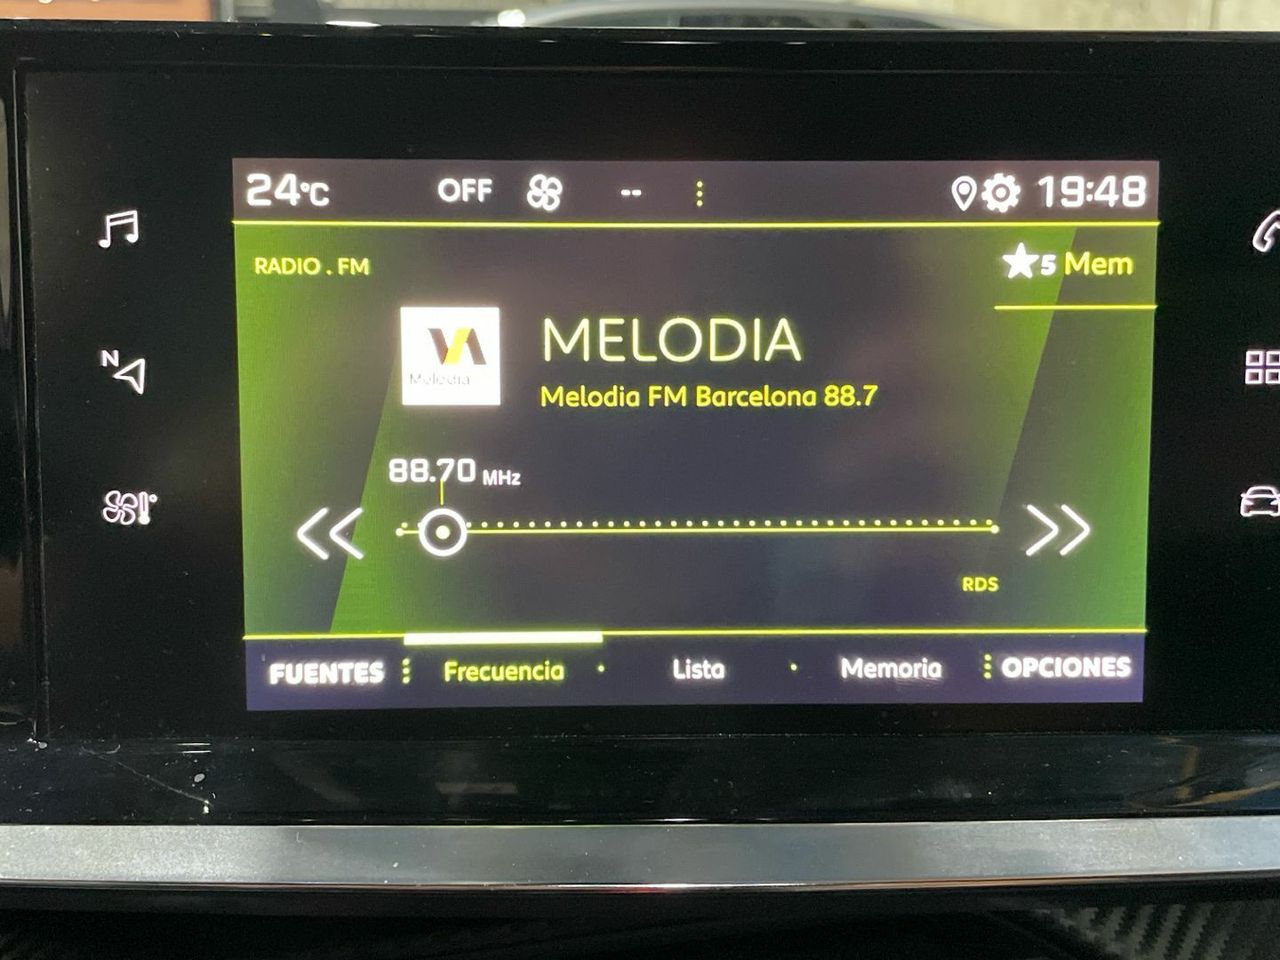 24°C OFF -- 19:48
RADIO . FM
5 Mem
Melodia
MELODIA
Melodia FM Barcelona 88.7
88.70 MHz
N
RDS
FUENTES Frecuencia Lista Memoria OPCIONES